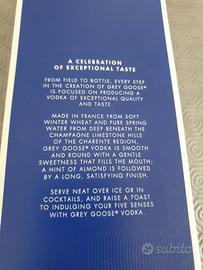 A CELEBRATION
OF EXCEPTIONAL TASTE
FROM FIELD TO BOTTLE, EVERY STEP
IN THE CREATION OF GREY GOOSE®
IS FOCUSED ON PRODUCING A
VODKA OF EXCEPTIONAL QUALITY
AND TASTE.
MADE IN FRANCE FROM SOFT
WINTER WHEAT AND PURE SPRING
WATER FROM DEEP BENEATH THE
CHAMPAGNE LIMESTONE HILLS
OF THE CHARENTE REGION,
GREY GOOSE® VODKA IS SMOOTH
AND ROUND WITH A GENTLE
SWEETNESS THAT FILLS THE MOUTH;
A HINT OF ALMOND IS FOLLOWED
BY A LONG, SATISFYING FINISH.
SERVE NEAT OVER ICE OR IN
COCKTAILS, AND RAISE A TOAST
TO INDULGING YOUR FIVE SENSES
WITH GREY GOOSE® VODKA.
subito